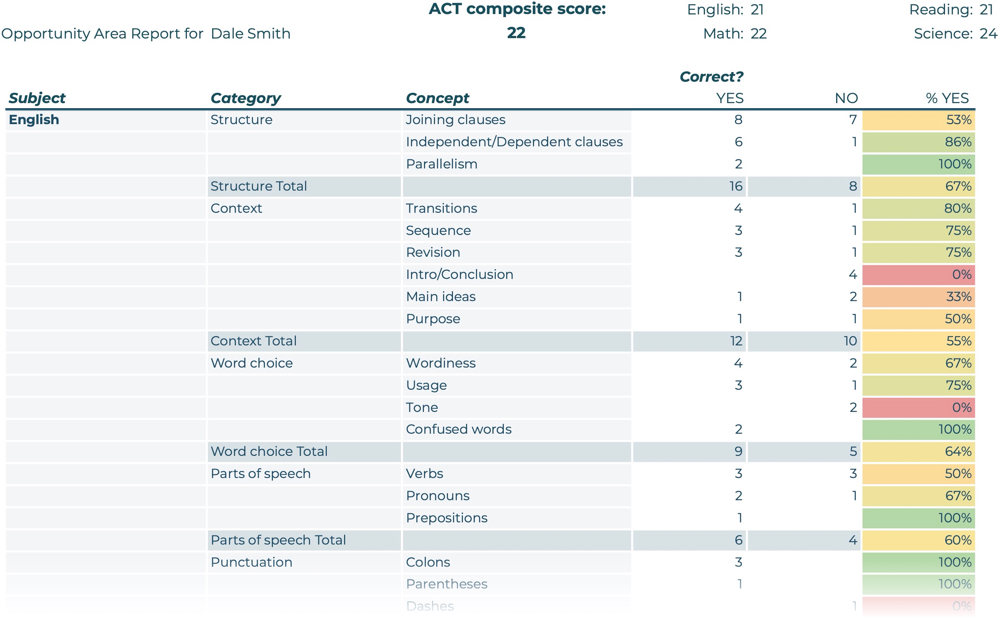 ACT composite score: English: 21 Reading: 21
Opportunity Area Report for Dale Smith 22 Math: 22 Science: 24
Correct?
Subject Category Concept YES NO % YES
English Structure Joining clauses 8 7 53%
Independent/Dependent clauses 6 1 86%
Parallelism 2 100%
Structure Total 16 8 67%
Context Transitions 4 1 80%
Sequence 3 1 75%
Revision 3 1 75%
Intro/Conclusion 4 0%
Main ideas 1 2 33%
Purpose 1 1 50%
Context Total 12 10 55%
Word choice Wordiness 4 2 67%
Usage 3 1 75%
Tone 2 0%
Confused words 2 100%
Word choice Total 9 5 64%
Parts of speech Verbs 3 3 50%
Pronouns 2 1 67%
Prepositions 1 100%
Parts of speech Total 6 4 60%
Punctuation Colons 3 100%
Parentheses 1 100%
Dashes 1 0%